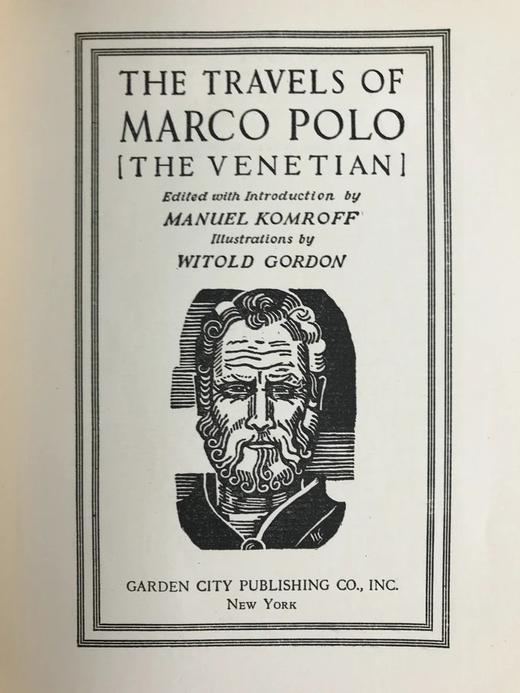 THE TRAVELS OF
MARCO POLO
[THE VENETIAN]
Edited with Introduction by
MANUEL KOMROFF
Illustrations by
WITOLD GORDON
GARDEN CITY PUBLISHING CO., INC.
NEW YORK